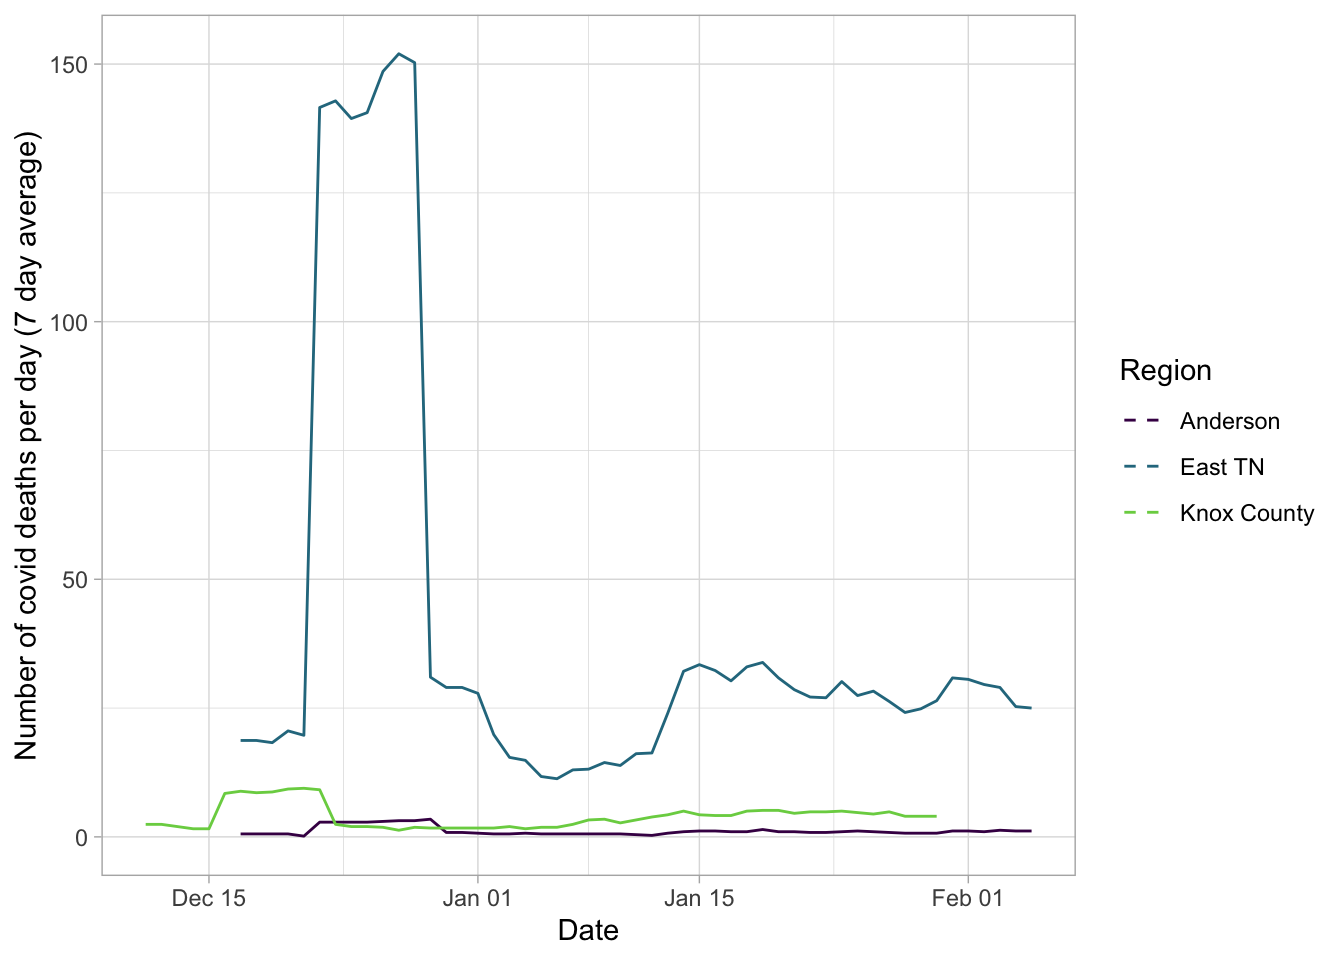 Number of covid deaths per day (7 day average)
150
100
50
0
Dec 15
Jan 01
Jan 15
Feb 01
Date
Region
Anderson
East TN
Knox County